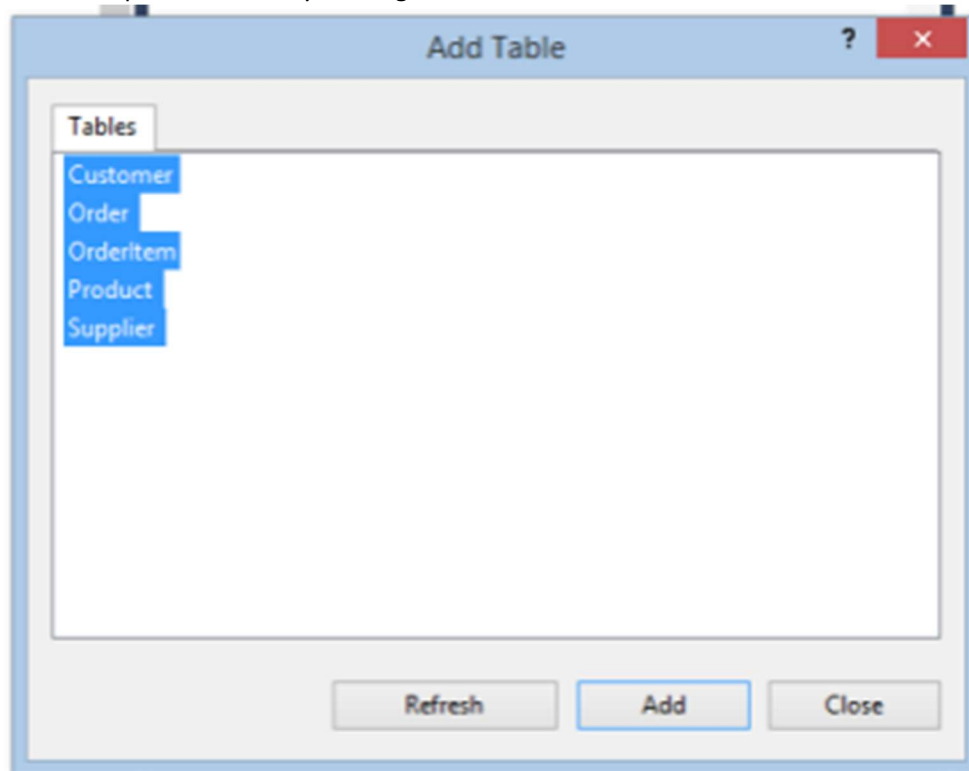 Add Table
?
Tables
Customer
Order
OrderItem
Product
Supplier
Refresh Add Close